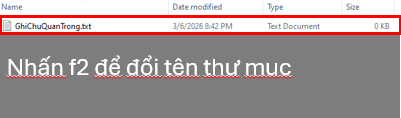 Name Date modified Type Size
GhiChuQuanTrong.txt 3/6/2026 8:42 PM Text Document 0 KB
Nhấn f2 để đổi tên thư mục